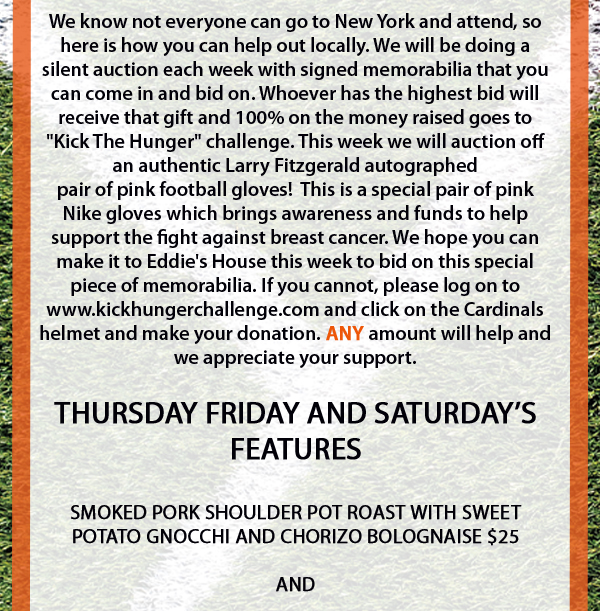 We know not everyone can go to New York and attend, so
here is how you can help out locally. We will be doing a
silent auction each week with signed memorabilia that you
can come in and bid on. Whoever has the highest bid will
receive that gift and 100% on the money raised goes to
"Kick The Hunger" challenge. This week we will auction off
an authentic Larry Fitzgerald autographed
pair of pink football gloves!  This is a special pair of pink
Nike gloves which brings awareness and funds to help
support the fight against breast cancer. We hope you can
make it to Eddie's House this week to bid on this special
piece of memorabilia. If you cannot, please log on to
www.kickhungerchallenge.com and click on the Cardinals
helmet and make your donation. ANY amount will help and
we appreciate your support.
THURSDAY FRIDAY AND SATURDAY’S
FEATURES
SMOKED PORK SHOULDER POT ROAST WITH SWEET
POTATO GNOCCHI AND CHORIZO BOLOGNAISE $25
AND